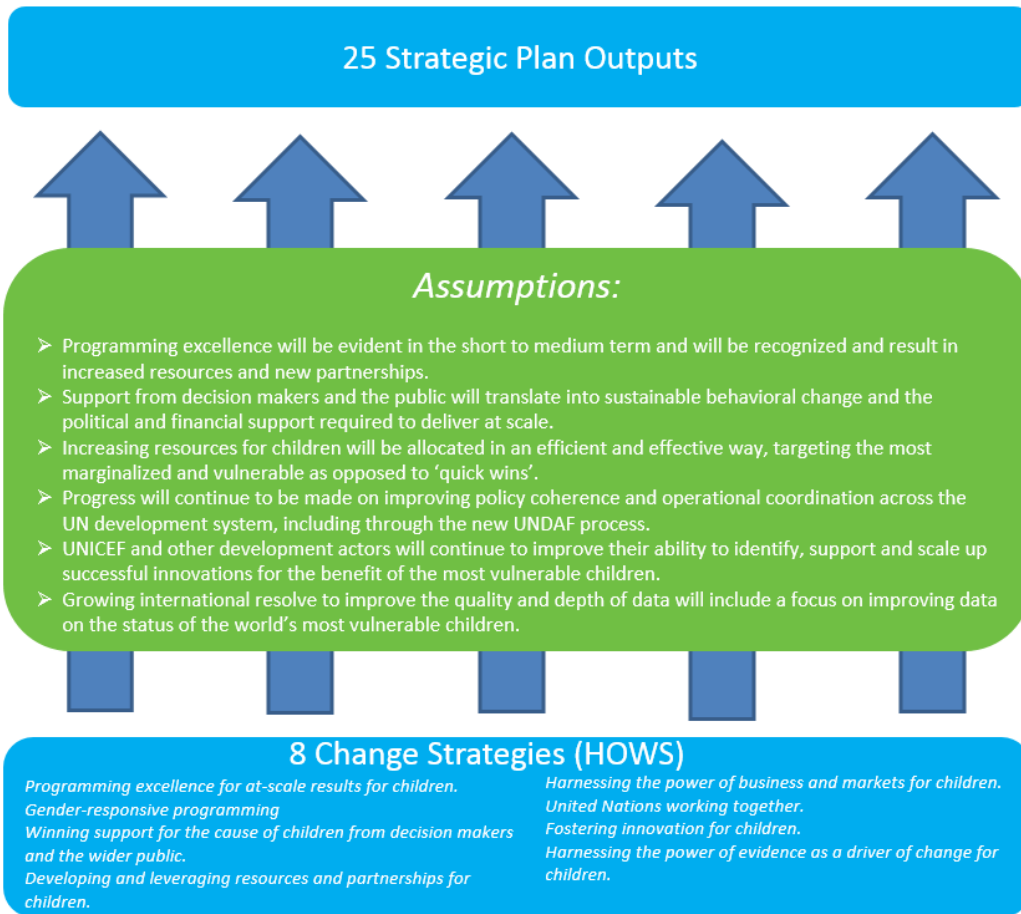 25 Strategic Plan Outputs
Assumptions:
➢ Programming excellence will be evident in the short to medium term and will be recognized and result in
increased resources and new partnerships.
➢ Support from decision makers and the public will translate into sustainable behavioral change and the
political and financial support required to deliver at scale.
➢ Increasing resources for children will be allocated in an efficient and effective way, targeting the most
marginalized and vulnerable as opposed to ‘quick wins’.
➢ Progress will continue to be made on improving policy coherence and operational coordination across the
UN development system, including through the new UNDAF process.
➢ UNICEF and other development actors will continue to improve their ability to identify, support and scale up
successful innovations for the benefit of the most vulnerable children.
➢ Growing international resolve to improve the quality and depth of data will include a focus on improving data
on the status of the world’s most vulnerable children.
8 Change Strategies (HOWS)
Programming excellence for at-scale results for children.
Gender-responsive programming
Winning support for the cause of children from decision makers
and the wider public.
Developing and leveraging resources and partnerships for
children.
Harnessing the power of business and markets for children.
United Nations working together.
Fostering innovation for children.
Harnessing the power of evidence as a driver of change for
children.